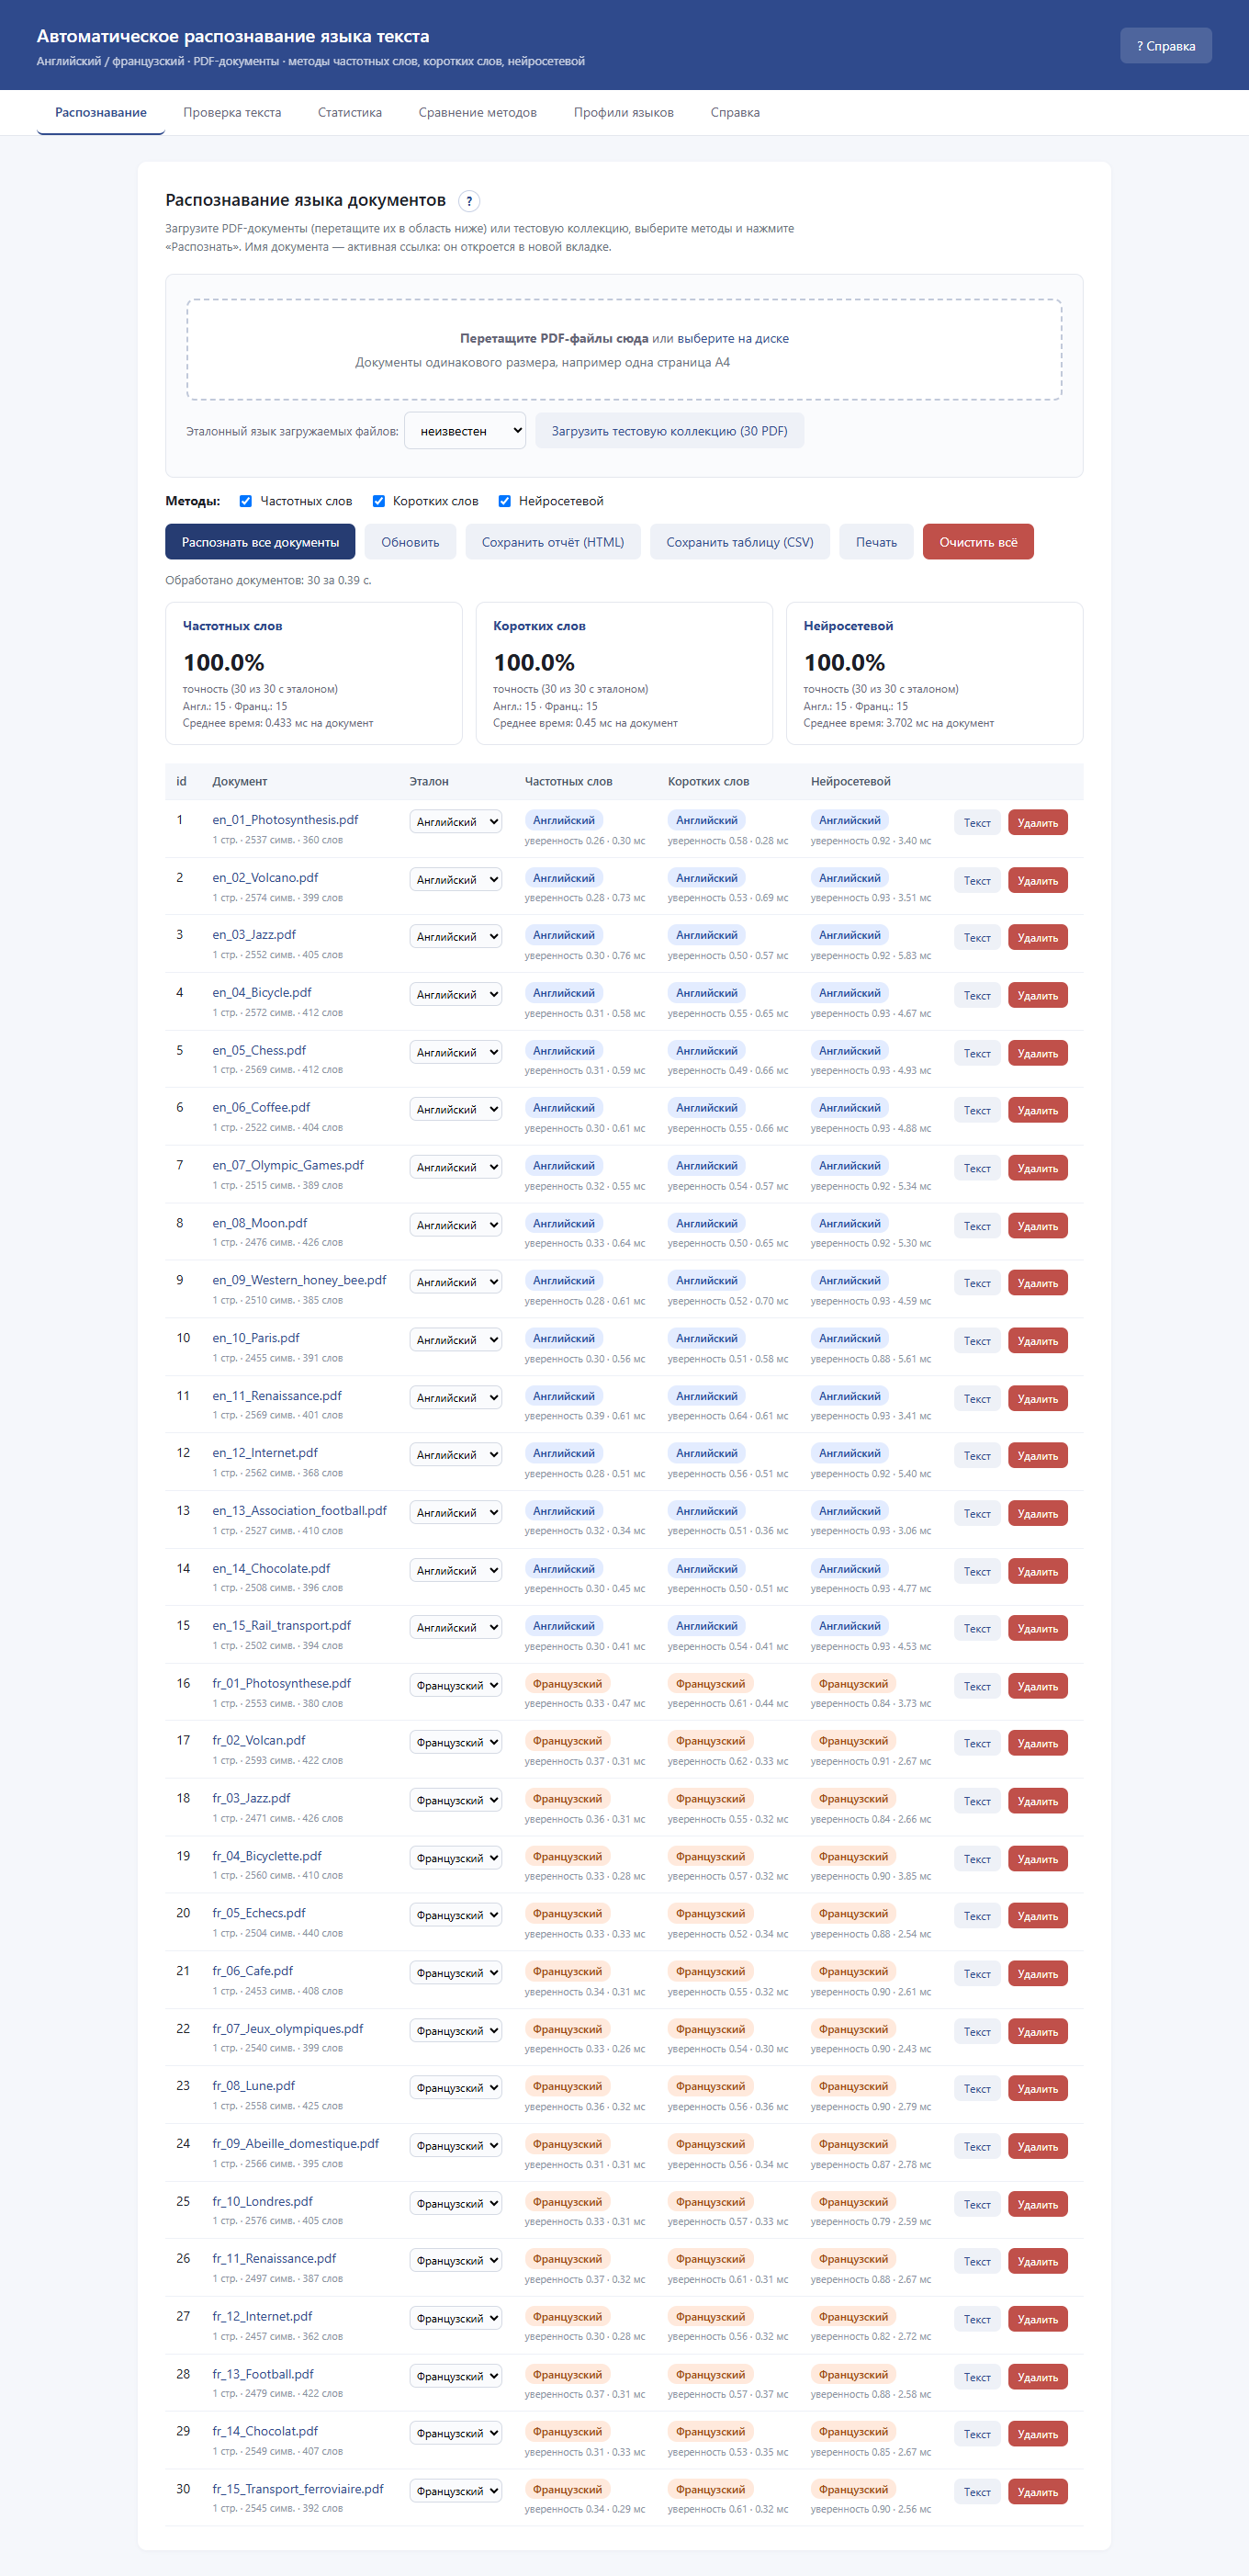 Автоматическое распознавание языка текста
Английский / французский · PDF-документы · методы частотных слов, коротких слов, нейросетевой
? Справка
Распознавание Проверка текста Статистика Сравнение методов Профили языков Справка
Распознавание языка документов ?
Загрузите PDF-документы (перетащите их в область ниже) или тестовую коллекцию, выберите методы и нажмите
«Распознать». Имя документа — активная ссылка: он откроется в новой вкладке.
Перетащите PDF-файлы сюда или выберите на диске
Документы одинакового размера, например одна страница А4
Эталонный язык загружаемых файлов: неизвестен Загрузить тестовую коллекцию (30 PDF)
Методы: Частотных слов Коротких слов Нейросетевой
Распознать все документы Обновить Сохранить отчёт (HTML) Сохранить таблицу (CSV) Печать Очистить всё
Обработано документов: 30 за 0.39 с.
Частотных слов Коротких слов Нейросетевой
100.0% 100.0% 100.0%
точность (30 из 30 с эталоном) точность (30 из 30 с эталоном) точность (30 из 30 с эталоном)
Англ.: 15 · Франц.: 15 Англ.: 15 · Франц.: 15 Англ.: 15 · Франц.: 15
Среднее время: 0.433 мс на документ Среднее время: 0.45 мс на документ Среднее время: 3.702 мс на документ
id Документ Эталон Частотных слов Коротких слов Нейросетевой
1 en_01_Photosynthesis.pdf Английский Английский Английский Английский Текст Удалить
1 стр. · 2537 симв. · 360 слов уверенность 0.26 · 0.30 мс уверенность 0.58 · 0.28 мс уверенность 0.92 · 3.40 мс
2 en_02_Volcano.pdf Английский Английский Английский Английский Текст Удалить
1 стр. · 2574 симв. · 399 слов уверенность 0.28 · 0.73 мс уверенность 0.53 · 0.69 мс уверенность 0.93 · 3.51 мс
3 en_03_Jazz.pdf Английский Английский Английский Английский Текст Удалить
1 стр. · 2552 симв. · 405 слов уверенность 0.30 · 0.76 мс уверенность 0.50 · 0.57 мс уверенность 0.92 · 5.83 мс
4 en_04_Bicycle.pdf Английский Английский Английский Английский Текст Удалить
1 стр. · 2572 симв. · 412 слов уверенность 0.31 · 0.58 мс уверенность 0.55 · 0.65 мс уверенность 0.93 · 4.67 мс
5 en_05_Chess.pdf Английский Английский Английский Английский Текст Удалить
1 стр. · 2569 симв. · 412 слов уверенность 0.31 · 0.59 мс уверенность 0.49 · 0.66 мс уверенность 0.93 · 4.93 мс
6 en_06_Coffee.pdf Английский Английский Английский Английский Текст Удалить
1 стр. · 2522 симв. · 404 слов уверенность 0.30 · 0.61 мс уверенность 0.55 · 0.66 мс уверенность 0.93 · 4.88 мс
7 en_07_Olympic_Games.pdf Английский Английский Английский Английский Текст Удалить
1 стр. · 2515 симв. · 389 слов уверенность 0.32 · 0.55 мс уверенность 0.54 · 0.57 мс уверенность 0.92 · 5.34 мс
8 en_08_Moon.pdf Английский Английский Английский Английский Текст Удалить
1 стр. · 2476 симв. · 426 слов уверенность 0.33 · 0.64 мс уверенность 0.50 · 0.65 мс уверенность 0.92 · 5.30 мс
9 en_09_Western_honey_bee.pdf Английский Английский Английский Английский Текст Удалить
1 стр. · 2510 симв. · 385 слов уверенность 0.28 · 0.61 мс уверенность 0.52 · 0.70 мс уверенность 0.93 · 4.59 мс
10 en_10_Paris.pdf Английский Английский Английский Английский Текст Удалить
1 стр. · 2455 симв. · 391 слов уверенность 0.30 · 0.56 мс уверенность 0.51 · 0.58 мс уверенность 0.88 · 5.61 мс
11 en_11_Renaissance.pdf Английский Английский Английский Английский Текст Удалить
1 стр. · 2569 симв. · 401 слов уверенность 0.39 · 0.61 мс уверенность 0.64 · 0.61 мс уверенность 0.93 · 3.41 мс
12 en_12_Internet.pdf Английский Английский Английский Английский Текст Удалить
1 стр. · 2562 симв. · 368 слов уверенность 0.28 · 0.51 мс уверенность 0.56 · 0.51 мс уверенность 0.92 · 5.40 мс
13 en_13_Association_football.pdf Английский Английский Английский Английский Текст Удалить
1 стр. · 2527 симв. · 410 слов уверенность 0.32 · 0.34 мс уверенность 0.51 · 0.36 мс уверенность 0.93 · 3.06 мс
14 en_14_Chocolate.pdf Английский Английский Английский Английский Текст Удалить
1 стр. · 2508 симв. · 396 слов уверенность 0.30 · 0.45 мс уверенность 0.50 · 0.51 мс уверенность 0.93 · 4.77 мс
15 en_15_Rail_transport.pdf Английский Английский Английский Английский Текст Удалить
1 стр. · 2502 симв. · 394 слов уверенность 0.30 · 0.41 мс уверенность 0.54 · 0.41 мс уверенность 0.93 · 4.53 мс
16 fr_01_Photosynthese.pdf Французский Французский Французский Французский Текст Удалить
1 стр. · 2553 симв. · 380 слов уверенность 0.33 · 0.47 мс уверенность 0.61 · 0.44 мс уверенность 0.84 · 3.73 мс
17 fr_02_Volcan.pdf Французский Французский Французский Французский Текст Удалить
1 стр. · 2593 симв. · 422 слов уверенность 0.37 · 0.31 мс уверенность 0.62 · 0.33 мс уверенность 0.91 · 2.67 мс
18 fr_03_Jazz.pdf Французский Французский Французский Французский Текст Удалить
1 стр. · 2471 симв. · 426 слов уверенность 0.36 · 0.31 мс уверенность 0.55 · 0.32 мс уверенность 0.84 · 2.66 мс
19 fr_04_Bicyclette.pdf Французский Французский Французский Французский Текст Удалить
1 стр. · 2560 симв. · 410 слов уверенность 0.33 · 0.28 мс уверенность 0.57 · 0.32 мс уверенность 0.90 · 3.85 мс
20 fr_05_Echecs.pdf Французский Французский Французский Французский Текст Удалить
1 стр. · 2504 симв. · 440 слов уверенность 0.33 · 0.33 мс уверенность 0.52 · 0.34 мс уверенность 0.88 · 2.54 мс
21 fr_06_Cafe.pdf Французский Французский Французский Французский Текст Удалить
1 стр. · 2453 симв. · 408 слов уверенность 0.34 · 0.31 мс уверенность 0.55 · 0.32 мс уверенность 0.90 · 2.61 мс
22 fr_07_Jeux_olympiques.pdf Французский Французский Французский Французский Текст Удалить
1 стр. · 2540 симв. · 399 слов уверенность 0.33 · 0.26 мс уверенность 0.54 · 0.30 мс уверенность 0.90 · 2.43 мс
23 fr_08_Lune.pdf Французский Французский Французский Французский Текст Удалить
1 стр. · 2558 симв. · 425 слов уверенность 0.36 · 0.32 мс уверенность 0.56 · 0.36 мс уверенность 0.90 · 2.79 мс
24 fr_09_Abeille_domestique.pdf Французский Французский Французский Французский Текст Удалить
1 стр. · 2566 симв. · 395 слов уверенность 0.31 · 0.31 мс уверенность 0.56 · 0.34 мс уверенность 0.87 · 2.78 мс
25 fr_10_Londres.pdf Французский Французский Французский Французский Текст Удалить
1 стр. · 2576 симв. · 405 слов уверенность 0.33 · 0.31 мс уверенность 0.57 · 0.33 мс уверенность 0.79 · 2.59 мс
26 fr_11_Renaissance.pdf Французский Французский Французский Французский Текст Удалить
1 стр. · 2497 симв. · 387 слов уверенность 0.37 · 0.32 мс уверенность 0.61 · 0.31 мс уверенность 0.88 · 2.67 мс
27 fr_12_Internet.pdf Французский Французский Французский Французский Текст Удалить
1 стр. · 2457 симв. · 362 слов уверенность 0.30 · 0.28 мс уверенность 0.56 · 0.32 мс уверенность 0.82 · 2.72 мс
28 fr_13_Football.pdf Французский Французский Французский Французский Текст Удалить
1 стр. · 2479 симв. · 422 слов уверенность 0.37 · 0.31 мс уверенность 0.57 · 0.37 мс уверенность 0.88 · 2.58 мс
29 fr_14_Chocolat.pdf Французский Французский Французский Французский Текст Удалить
1 стр. · 2549 симв. · 407 слов уверенность 0.31 · 0.33 мс уверенность 0.53 · 0.35 мс уверенность 0.85 · 2.67 мс
30 fr_15_Transport_ferroviaire.pdf Французский Французский Французский Французский Текст Удалить
1 стр. · 2545 симв. · 392 слов уверенность 0.34 · 0.29 мс уверенность 0.61 · 0.32 мс уверенность 0.90 · 2.56 мс